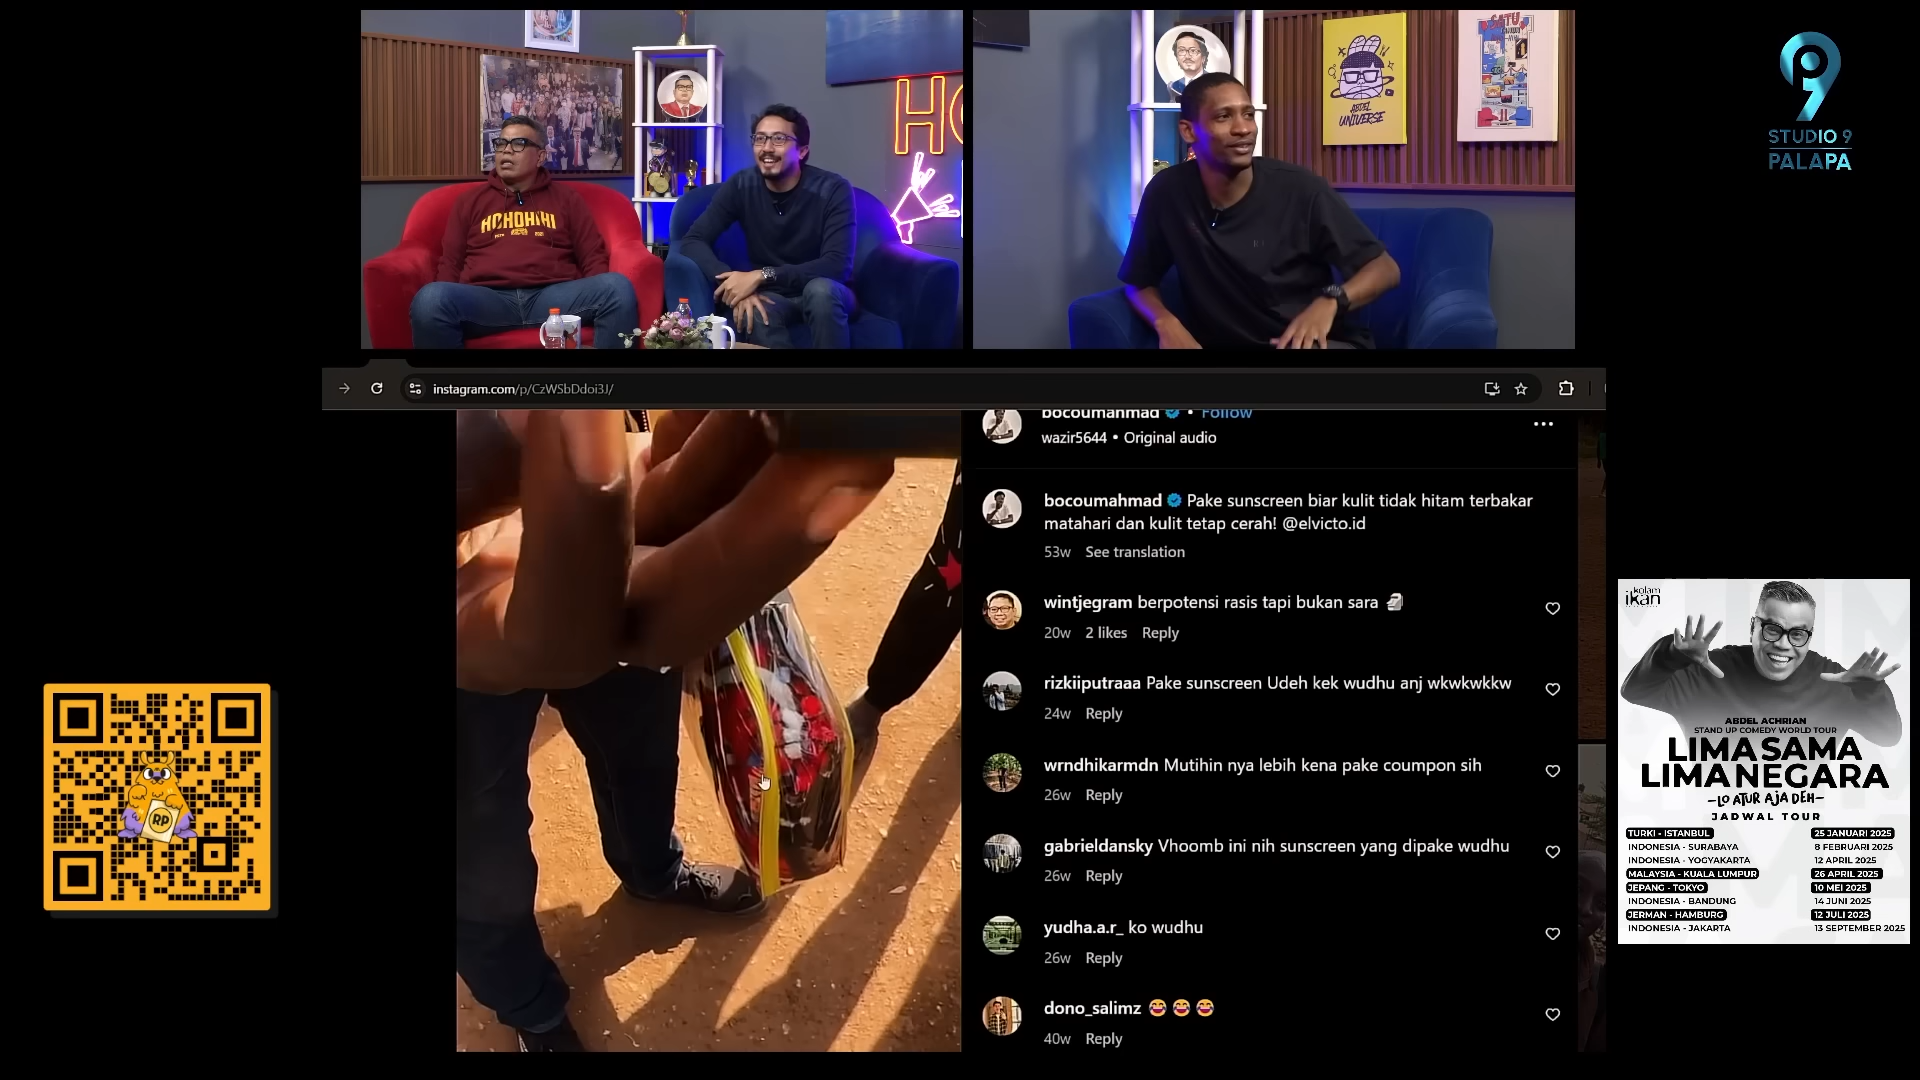 HOHOHIHI
HO
ABDEL
UNIVERSE
SATU
STUDIO 9
PALAPA
instagram.com/p/CzWSbDdoi3J/
bocoumahmad • Follow
wazir5644 • Original audio
bocoumahmad Pake sunscreen biar kulit tidak hitam terbakar
matahari dan kulit tetap cerah! @elvicto.id
53w See translation
wintjegram berpotensi rasis tapi bukan sara 🗿
20w 2 likes Reply
rizkiiputraaa Pake sunscreen Udeh kek wudhu anj wkwkwkkw
24w Reply
wrndhikarmdn Mutihin nya lebih kena pake coumpon sih
26w Reply
gabrieldansky Vhoomb ini nih sunscreen yang dipake wudhu
26w Reply
yudha.a.r_ ko wudhu
26w Reply
dono_salimz 😂😂😂
40w Reply
RP
kolam
ikan
ABDEL ACHRIAN
STAND UP COMEDY WORLD TOUR
LIMA SAMA
LIMA NEGARA
-LO ATUR AJA DEH-
JADWAL TOUR
TURKI - ISTANBUL 25 JANUARI 2025
INDONESIA - SURABAYA 8 FEBRUARI 2025
INDONESIA - YOGYAKARTA 12 APRIL 2025
MALAYSIA - KUALA LUMPUR 26 APRIL 2025
JEPANG - TOKYO 10 MEI 2025
INDONESIA - BANDUNG 14 JUNI 2025
JERMAN - HAMBURG 12 JULI 2025
INDONESIA - JAKARTA 13 SEPTEMBER 2025